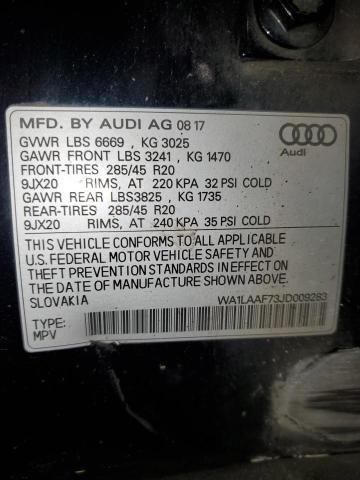 MFD. BY AUDI AG 08 17
GVWR LBS 6669 , KG 3025
GAWR FRONT LBS 3241 , KG 1470
FRONT-TIRES 285/45 R20
9JX20 RIMS, AT 220 KPA 32 PSI COLD
GAWR REAR LBS3825 , KG 1735
REAR-TIRES 285/45 R20
9JX20 RIMS, AT 240 KPA 35 PSI COLD
Audi
THIS VEHICLE CONFORMS TO ALL APPLICABLE
U.S. FEDERAL MOTOR VEHICLE SAFETY AND
THEFT PREVENTION STANDARDS IN EFFECT ON
THE DATE OF MANUFACTURE SHOWN ABOVE.
SLOVAKIA
WA1LAAF73JD009283
TYPE:
MPV